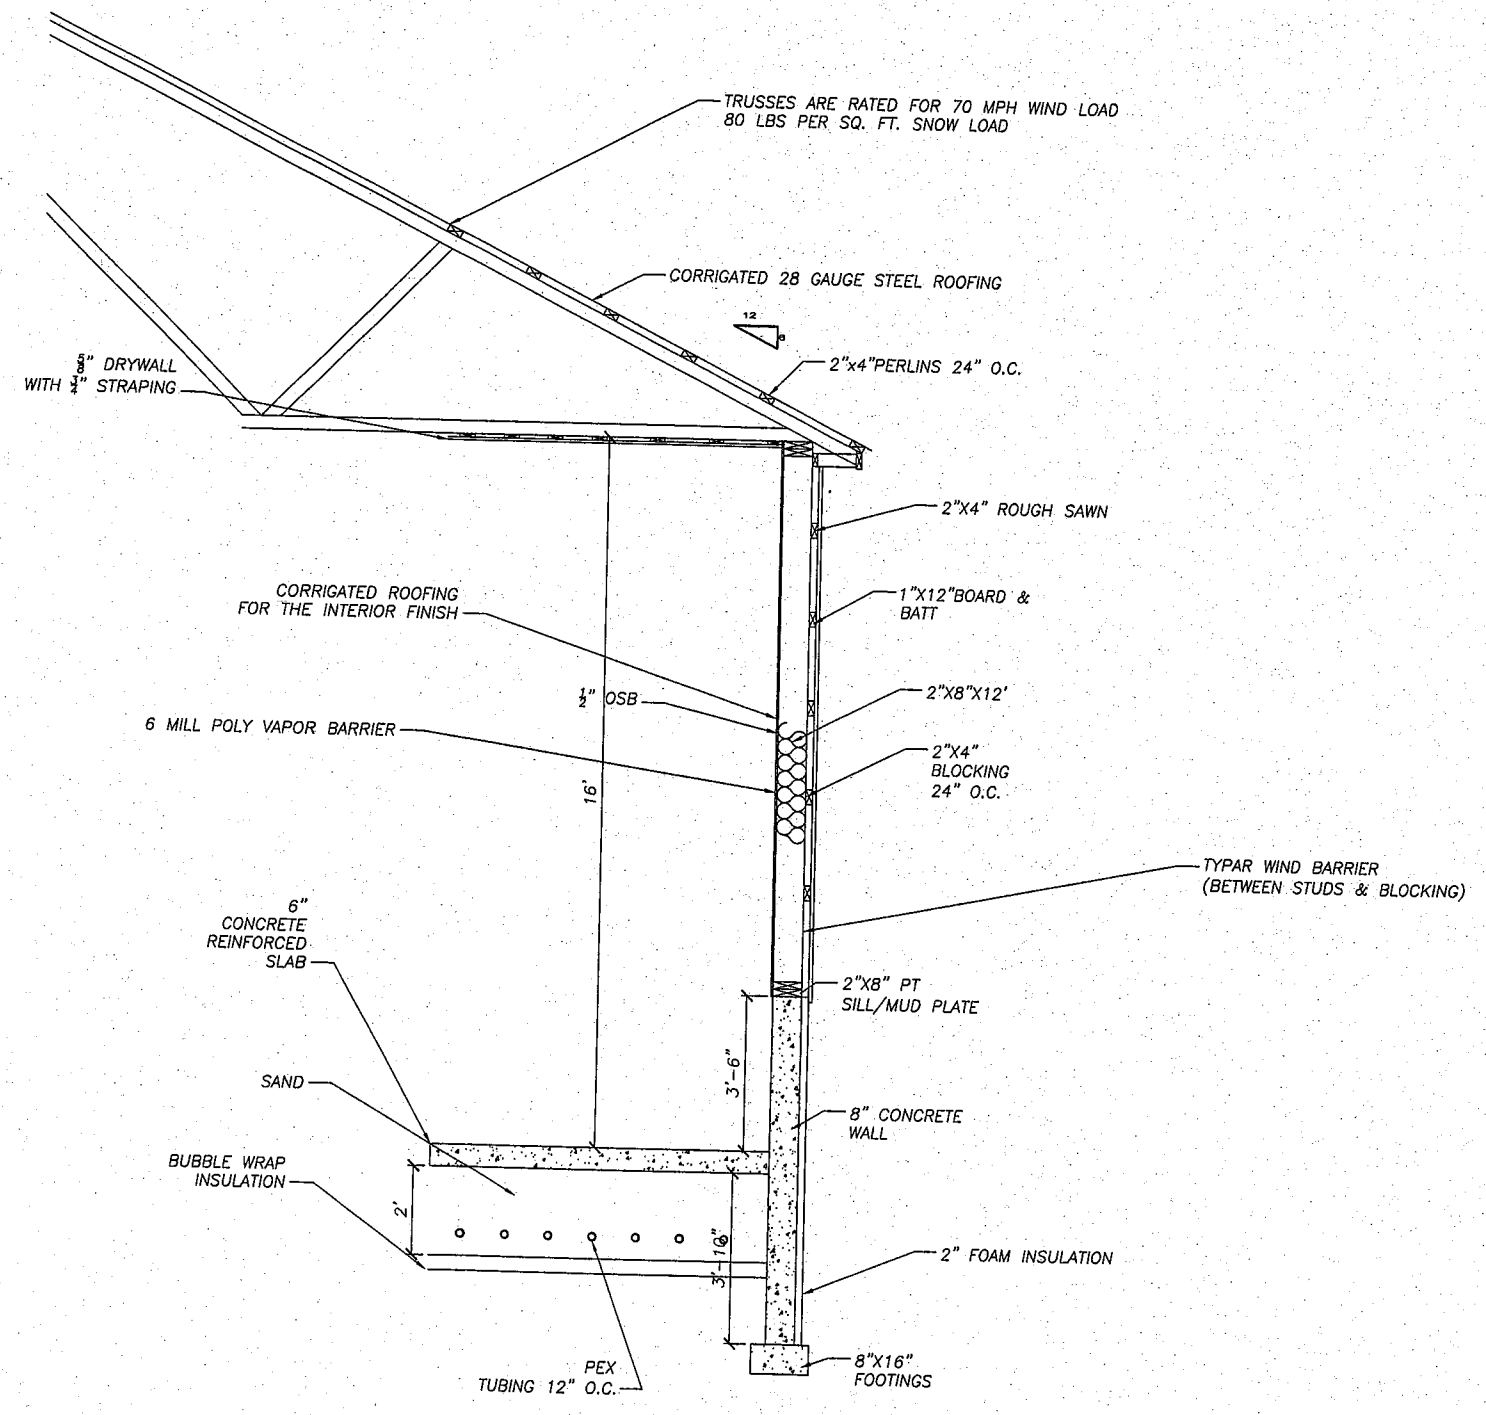 TRUSSES ARE RATED FOR 70 MPH WIND LOAD
80 LBS PER SQ. FT. SNOW LOAD
CORRIGATED 28 GAUGE STEEL ROOFING
12
6
2"x4"PERLINS 24" O.C.
5/8" DRYWALL
WITH 3/4" STRAPING
2"X4" ROUGH SAWN
CORRIGATED ROOFING
FOR THE INTERIOR FINISH
1"X12"BOARD &
BATT
1/2" OSB
2"X8"X12'
6 MILL POLY VAPOR BARRIER
2"X4"
BLOCKING
24" O.C.
16'
TYPAR WIND BARRIER
(BETWEEN STUDS & BLOCKING)
6"
CONCRETE
REINFORCED
SLAB
2"X8" PT
SILL/MUD PLATE
3'-6"
SAND
8" CONCRETE
WALL
BUBBLE WRAP
INSULATION
2'
3'-10"
2" FOAM INSULATION
PEX
TUBING 12" O.C.
8"X16"
FOOTINGS